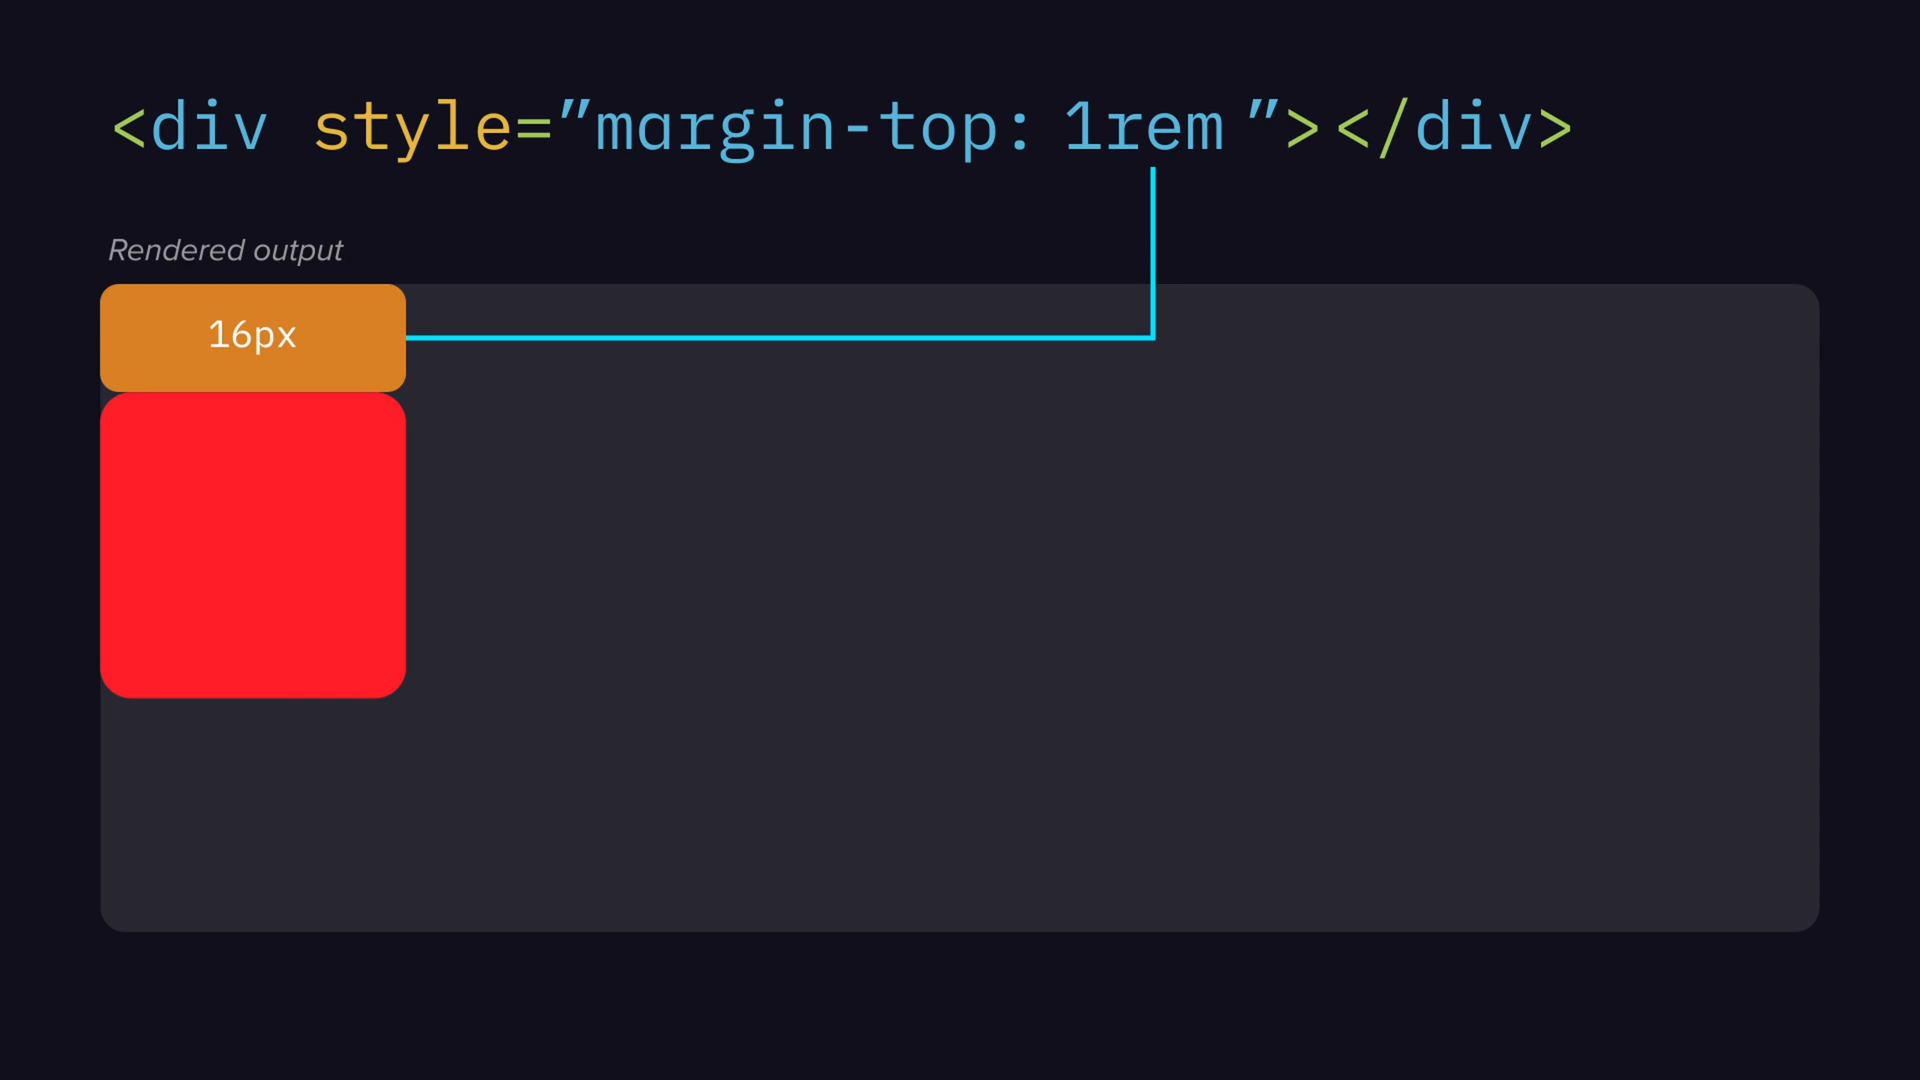 <div style=”margin-top: 1rem ”></div>
Rendered output
16px